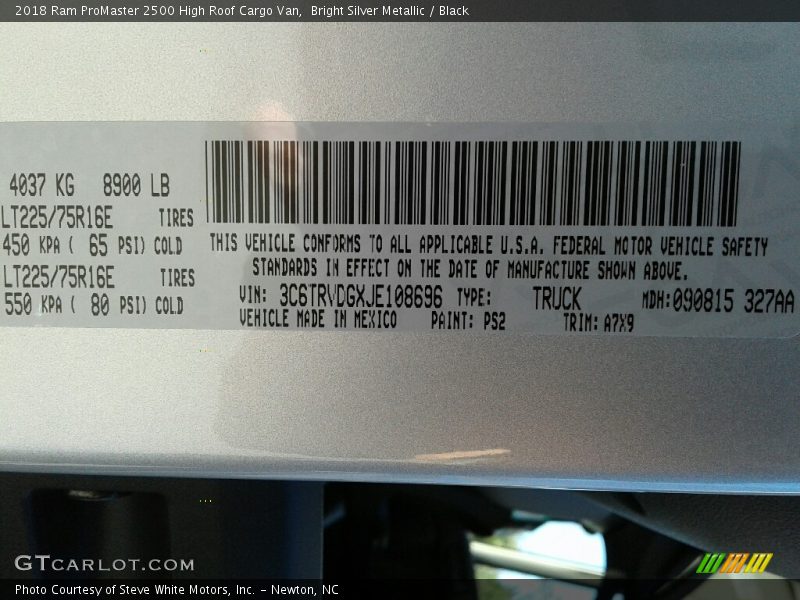 2018 Ram ProMaster 2500 High Roof Cargo Van,  Bright Silver Metallic / Black
4037 KG 8900 LB
LT225/75R16E TIRES
450 KPA ( 65 PSI) COLD
LT225/75R16E TIRES
550 KPA ( 80 PSI) COLD
THIS VEHICLE CONFORMS TO ALL APPLICABLE U.S.A. FEDERAL MOTOR VEHICLE SAFETY
STANDARDS IN EFFECT ON THE DATE OF MANUFACTURE SHOWN ABOVE.
VIN: 3C6TRVDGXJE108696 TYPE: TRUCK MDH:090815 327AA
VEHICLE MADE IN MEXICO PAINT: PS2 TRIM: A7X9
GTCARLOT.COM
Photo Courtesy of Steve White Motors, Inc. - Newton, NC